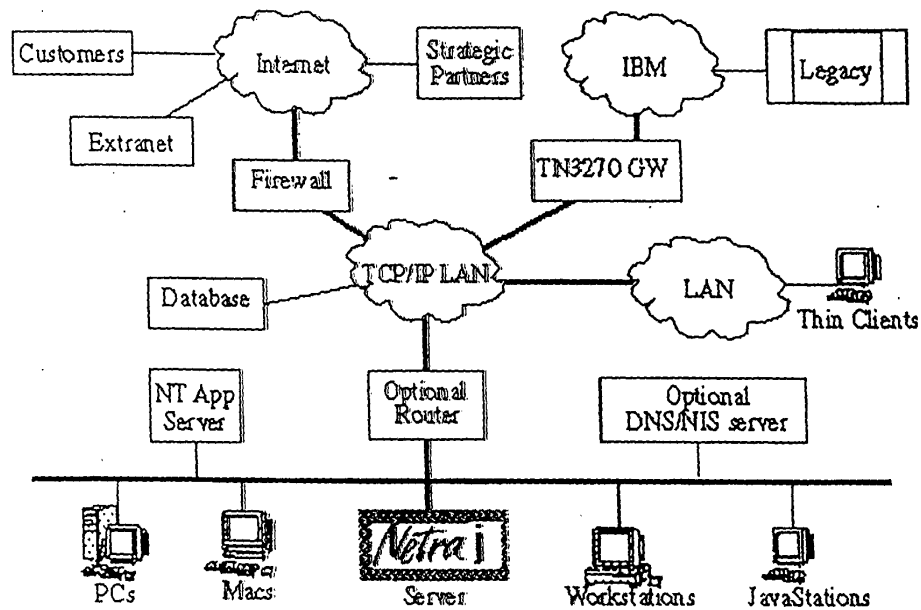 Customers
Internet
Strategic
Partners
IBM
Legacy
Extranet
Firewall
TN3270 GW
TCP/IP LAN
Database
LAN
Thin Clients
NT App
Server
Optional
Router
Optional
DNS/NIS server
Netra j
PCs
Macs
Server
Workstations
JavaStations